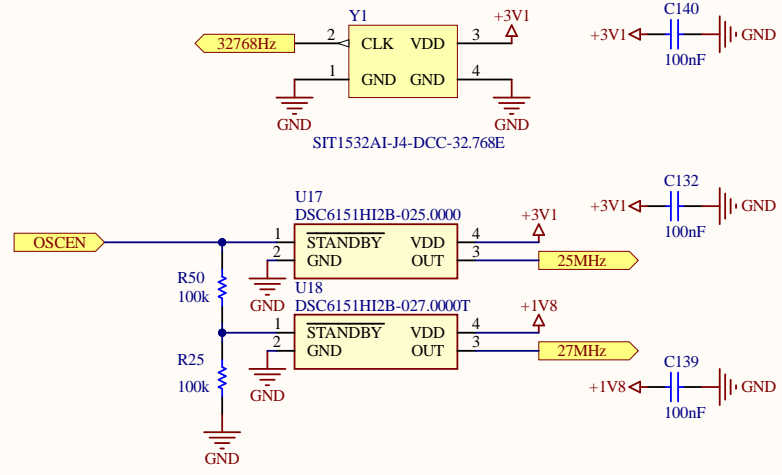 Y1
32768Hz
2
CLK
VDD
3
+3V1
1
GND
GND
4
GND
GND
SIT1532AI-J4-DCC-32.768E
C140
+3V1
GND
100nF
U17
DSC6151HI2B-025.0000
OSCEN
1
STANDBY
VDD
4
+3V1
2
GND
OUT
3
25MHz
GND
C132
+3V1
GND
100nF
R50
100k
U18
DSC6151HI2B-027.0000T
1
STANDBY
VDD
4
+1V8
2
GND
OUT
3
27MHz
GND
R25
100k
GND
C139
+1V8
GND
100nF